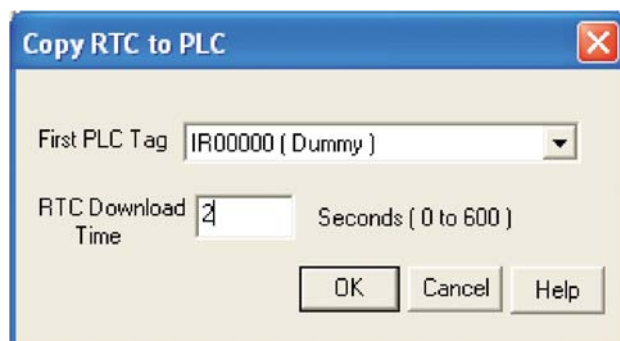 Copy RTC to PLC
First PLC Tag IR00000 ( Dummy )
RTC Download Time 2 Seconds ( 0 to 600 )
OK Cancel Help